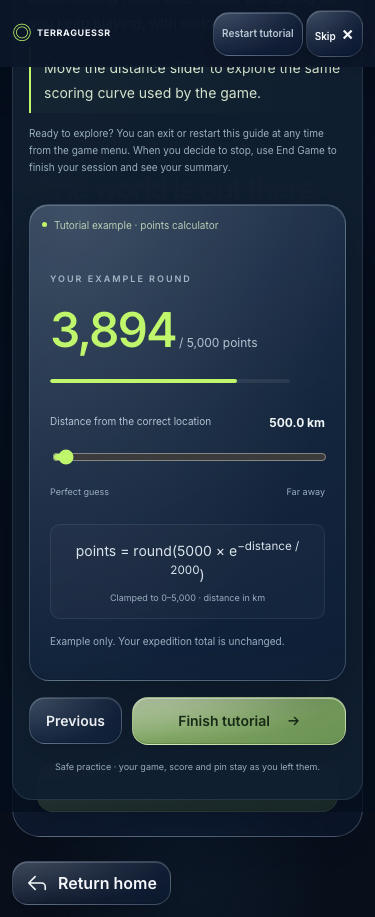 TERRAGUESSR
Restart tutorial
Skip ✕
Move the distance slider to explore the same
scoring curve used by the game.
Ready to explore? You can exit or restart this guide at any time
from the game menu. When you decide to stop, use End Game to
finish your session and see your summary.
Tutorial example · points calculator
YOUR EXAMPLE ROUND
3,894 / 5,000 points
Distance from the correct location 500.0 km
Perfect guess Far away
points = round(5000 × e^−distance /
2000)
Clamped to 0–5,000 · distance in km
Example only. Your expedition total is unchanged.
Previous
Finish tutorial →
Safe practice · your game, score and pin stay as you left them.
Return home